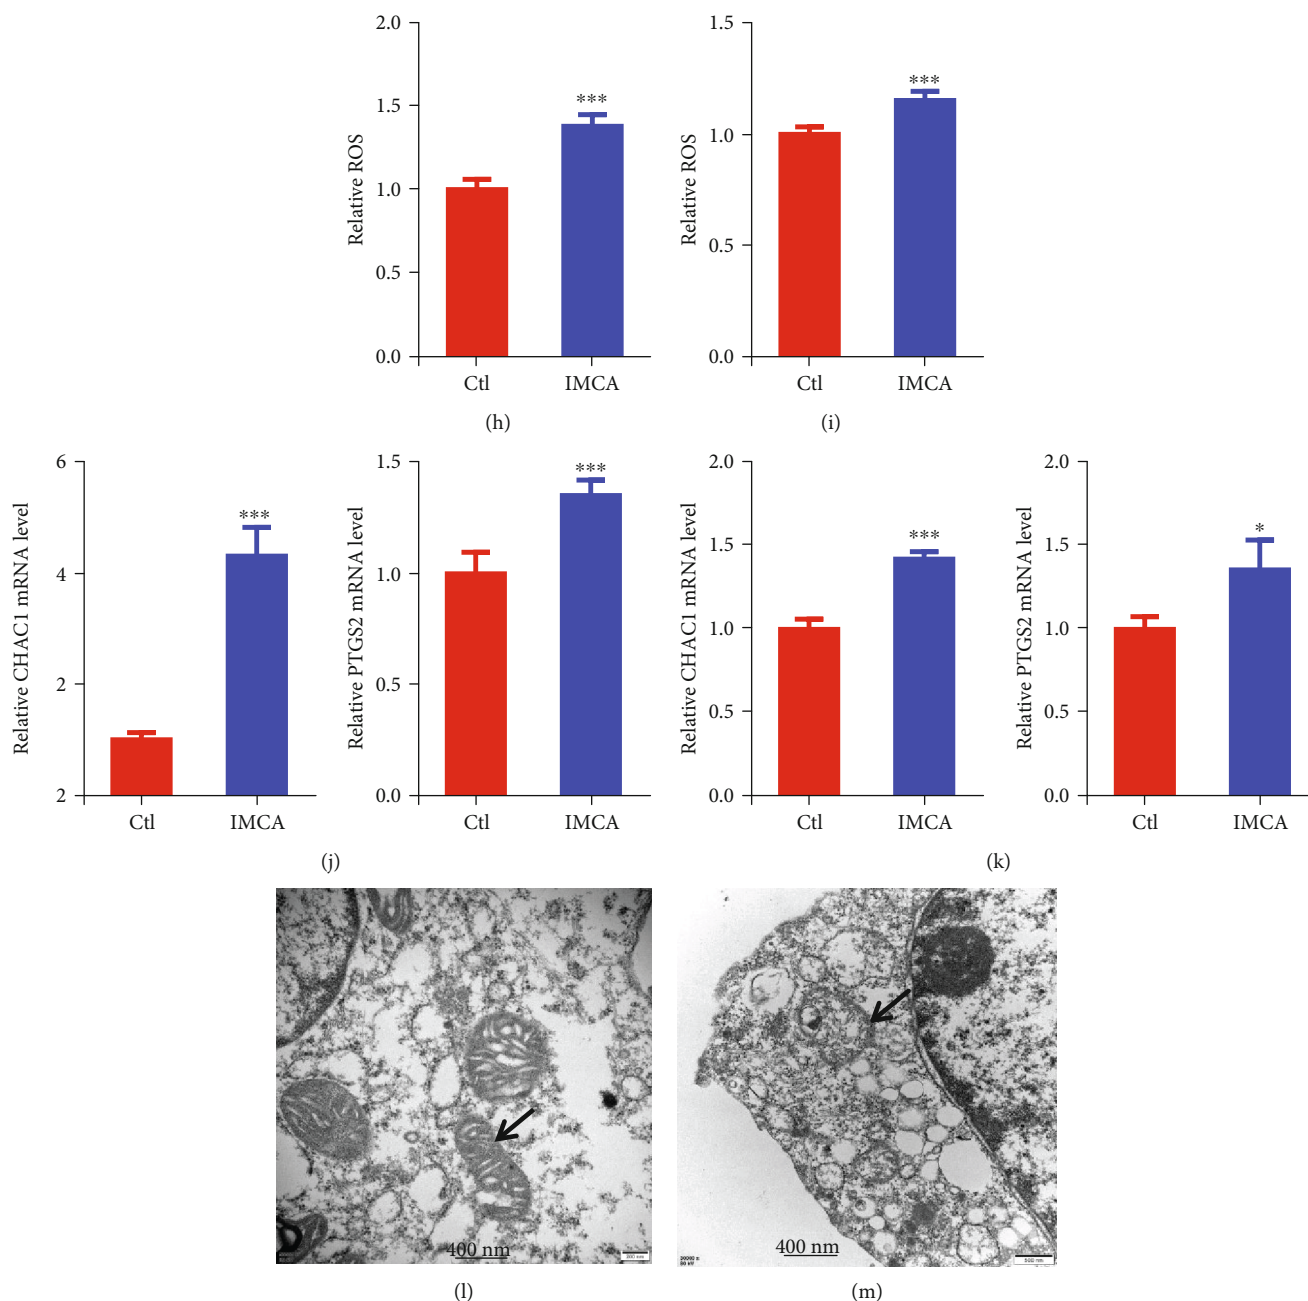 2.0
1.5
1.0
0.5
0.0
Relative ROS
***
Ctl
IMCA
(h)
1.5
1.0
0.5
0.0
Relative ROS
***
Ctl
IMCA
(i)
6
4
2
2
Relative CHAC1 mRNA level
***
Ctl
IMCA
1.5
1.0
0.5
0.0
Relative PTGS2 mRNA level
***
Ctl
IMCA
(j)
2.0
1.5
1.0
0.5
0.0
Relative CHAC1 mRNA level
***
Ctl
IMCA
2.0
1.5
1.0
0.5
0.0
Relative PTGS2 mRNA level
*
Ctl
IMCA
(k)
400 nm
(l)
400 nm
500 nm
(m)